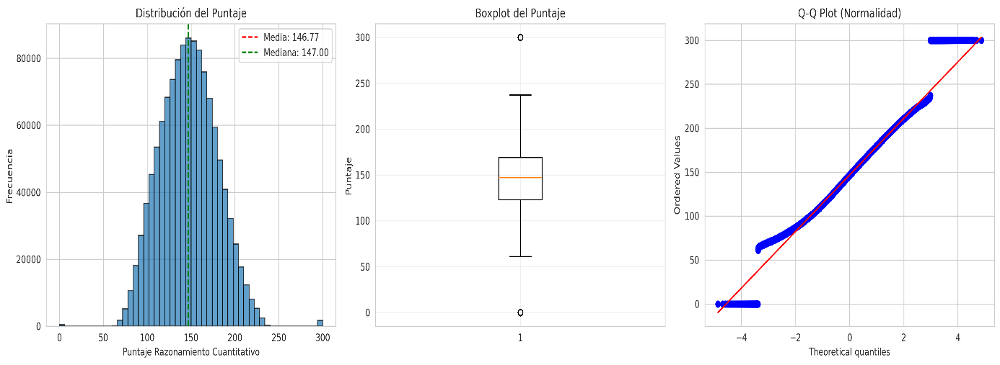 Distribución del Puntaje
Media: 146.77
Mediana: 147.00
Frecuencia
80000
60000
40000
20000
0
0 50 100 150 200 250 300
Puntaje Razonamiento Cuantitativo
Boxplot del Puntaje
Puntaje
300
250
200
150
100
50
0
1
Q-Q Plot (Normalidad)
Ordered Values
300
250
200
150
100
50
0
−4 −2 0 2 4
Theoretical quantiles